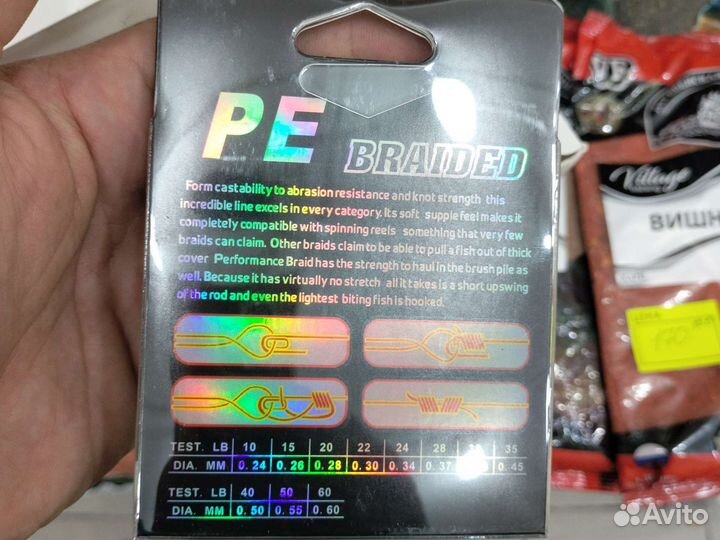 PE BRAIDED
Form castability to abrasion resistance and knot strength this
incredible line excels in every category. Its soft supple feel makes it
completely compatible with spinning reels something that very few
braids can claim. Other braids claim to be able to pull a fish out of thick
cover Performance Braid has the strength to haul in the brush pile as
well. Because it has virtually no stretch all it takes is a short upswing
of the rod and even the lightest biting fish is hooked.
TEST. LB 10 15 20 22 24 28 35
DIA. MM 0.24 0.26 0.28 0.30 0.34 0.37 0.45
TEST. LB 40 50 60
DIA. MM 0.50 0.55 0.60
Village
ВИШН
170
Avito